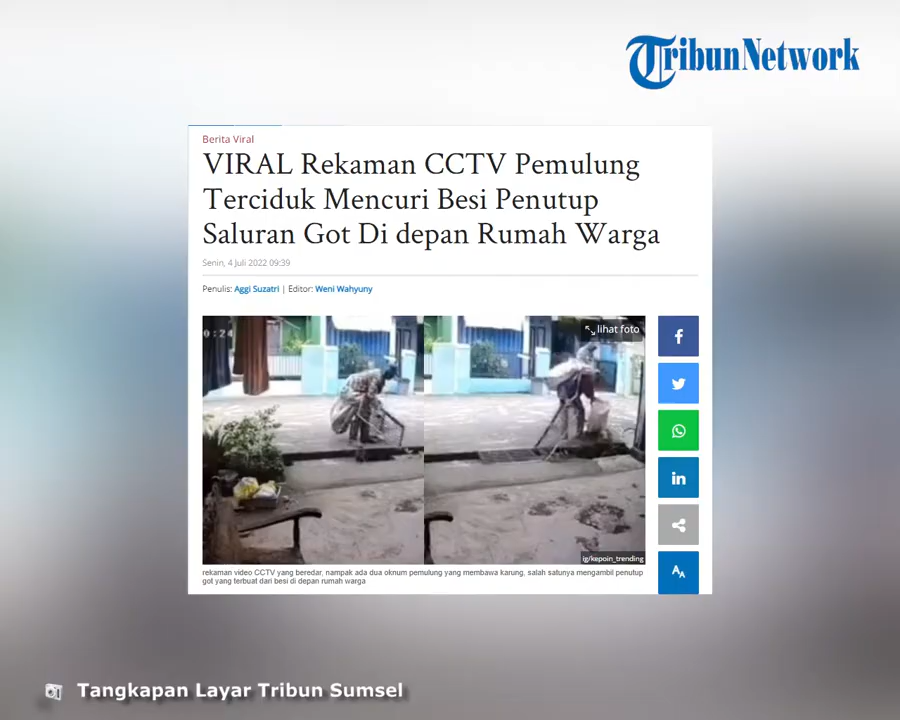 TribunNetwork
Berita Viral
VIRAL Rekaman CCTV Pemulung
Terciduk Mencuri Besi Penutup
Saluran Got Di depan Rumah Warga
Senin, 4 Juli 2022 09:39
Penulis: Aggi Suzatri | Editor: Weni Wahyuny
0:24
lihat foto
ig/kepoin_trending
rekaman video CCTV yang beredar, nampak ada dua oknum pemulung yang membawa karung, salah satunya mengambil penutup
got yang terbuat dari besi di depan rumah warga
Tangkapan Layar Tribun Sumsel